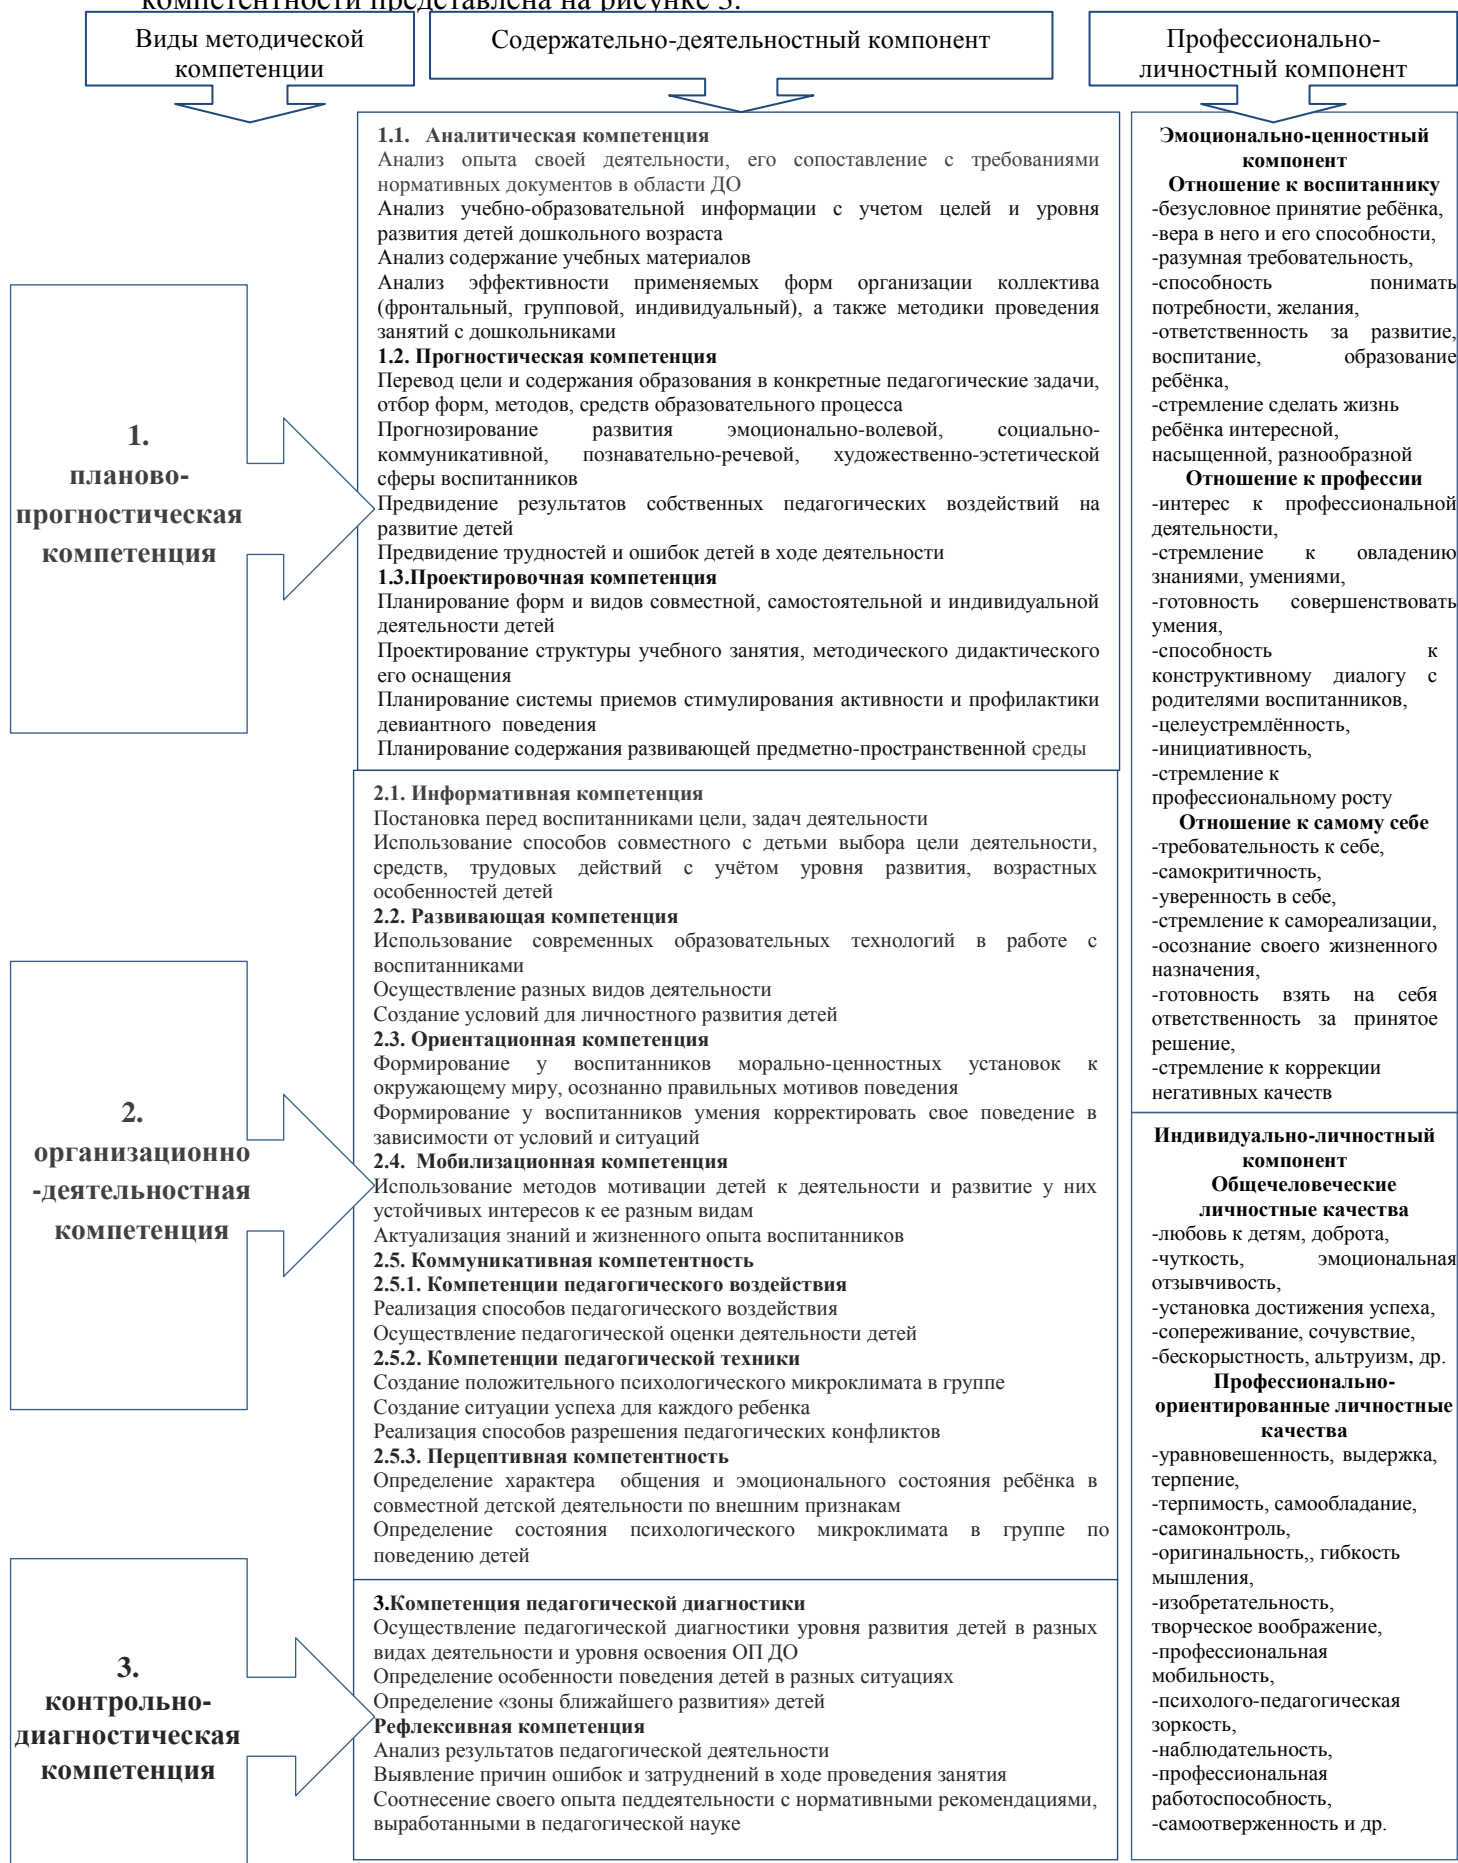 компетентности представлена на рисунке 3.
Виды методической
компетенции
Содержательно-деятельностный компонент
Профессионально-
личностный компонент
1.
планово-
прогностическая
компетенция
1.1. Аналитическая компетенция
Анализ опыта своей деятельности, его сопоставление с требованиями
нормативных документов в области ДО
Анализ учебно-образовательной информации с учетом целей и уровня
развития детей дошкольного возраста
Анализ содержание учебных материалов
Анализ эффективности применяемых форм организации коллектива
(фронтальный, групповой, индивидуальный), а также методики проведения
занятий с дошкольниками
1.2. Прогностическая компетенция
Перевод цели и содержания образования в конкретные педагогические задачи,
отбор форм, методов, средств образовательного процесса
Прогнозирование развития эмоционально-волевой, социально-
коммуникативной, познавательно-речевой, художественно-эстетической
сферы воспитанников
Предвидение результатов собственных педагогических воздействий на
развитие детей
Предвидение трудностей и ошибок детей в ходе деятельности
1.3.Проектировочная компетенция
Планирование форм и видов совместной, самостоятельной и индивидуальной
деятельности детей
Проектирование структуры учебного занятия, методического дидактического
его оснащения
Планирование системы приемов стимулирования активности и профилактики
девиантного поведения
Планирование содержания развивающей предметно-пространственной среды
2.
организационно
-деятельностная
компетенция
2.1. Информативная компетенция
Постановка перед воспитанниками цели, задач деятельности
Использование способов совместного с детьми выбора цели деятельности,
средств, трудовых действий с учётом уровня развития, возрастных
особенностей детей
2.2. Развивающая компетенция
Использование современных образовательных технологий в работе с
воспитанниками
Осуществление разных видов деятельности
Создание условий для личностного развития детей
2.3. Ориентационная компетенция
Формирование у воспитанников морально-ценностных установок к
окружающему миру, осознанно правильных мотивов поведения
Формирование у воспитанников умения корректировать свое поведение в
зависимости от условий и ситуаций
2.4. Мобилизационная компетенция
Использование методов мотивации детей к деятельности и развитие у них
устойчивых интересов к ее разным видам
Актуализация знаний и жизненного опыта воспитанников
2.5. Коммуникативная компетентность
2.5.1. Компетенции педагогического воздействия
Реализация способов педагогического воздействия
Осуществление педагогической оценки деятельности детей
2.5.2. Компетенции педагогической техники
Создание положительного психологического микроклимата в группе
Создание ситуации успеха для каждого ребенка
Реализация способов разрешения педагогических конфликтов
2.5.3. Перцептивная компетентность
Определение характера общения и эмоционального состояния ребёнка в
совместной детской деятельности по внешним признакам
Определение состояния психологического микроклимата в группе по
поведению детей
3.
контрольно-
диагностическая
компетенция
3.Компетенция педагогической диагностики
Осуществление педагогической диагностики уровня развития детей в разных
видах деятельности и уровня освоения ОП ДО
Определение особенности поведения детей в разных ситуациях
Определение «зоны ближайшего развития» детей
Рефлексивная компетенция
Анализ результатов педагогической деятельности
Выявление причин ошибок и затруднений в ходе проведения занятия
Соотнесение своего опыта педдеятельности с нормативными рекомендациями,
выработанными в педагогической науке
Эмоционально-ценностный
компонент
Отношение к воспитаннику
-безусловное принятие ребёнка,
-вера в него и его способности,
-разумная требовательность,
-способность понимать
потребности, желания,
-ответственность за развитие,
воспитание, образование
ребёнка,
-стремление сделать жизнь
ребёнка интересной,
насыщенной, разнообразной
Отношение к профессии
-интерес к профессиональной
деятельности,
-стремление к овладению
знаниями, умениями,
-готовность совершенствовать
умения,
-способность к
конструктивному диалогу с
родителями воспитанников,
-целеустремлённость,
-инициативность,
-стремление к
профессиональному росту
Отношение к самому себе
-требовательность к себе,
-самокритичность,
-уверенность в себе,
-стремление к самореализации,
-осознание своего жизненного
назначения,
-готовность взять на себя
ответственность за принятое
решение,
-стремление к коррекции
негативных качеств
Индивидуально-личностный
компонент
Общечеловеческие
личностные качества
-любовь к детям, доброта,
-чуткость, эмоциональная
отзывчивость,
-установка достижения успеха,
-сопереживание, сочувствие,
-бескорыстность, альтруизм, др.
Профессионально-
ориентированные личностные
качества
-уравновешенность, выдержка,
терпение,
-терпимость, самообладание,
-самоконтроль,
-оригинальность,, гибкость
мышления,
-изобретательность,
творческое воображение,
-профессиональная
мобильность,
-психолого-педагогическая
зоркость,
-наблюдательность,
-профессиональная
работоспособность,
-самоотверженность и др.